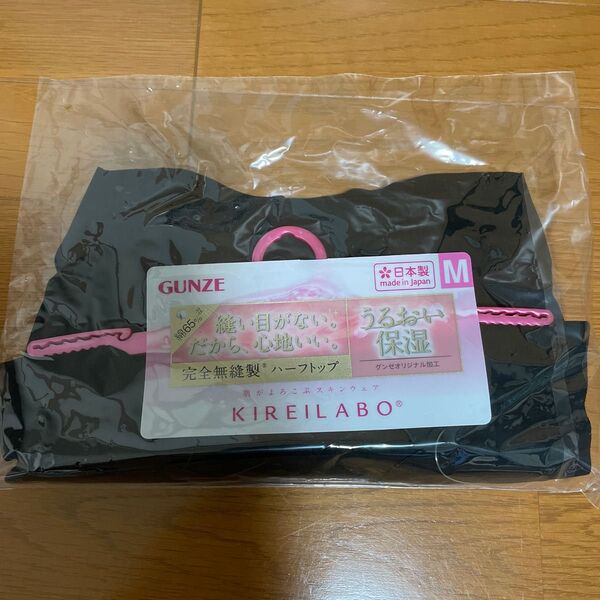 GUNZE
日本製
made in Japan
M
綿65%
縫い目がない。
だから、心地いい。
完全無縫製® ハーフトップ
うるおい
保湿
グンゼオリジナル加工
肌がよろこぶスキンウェア
KIREILABO®